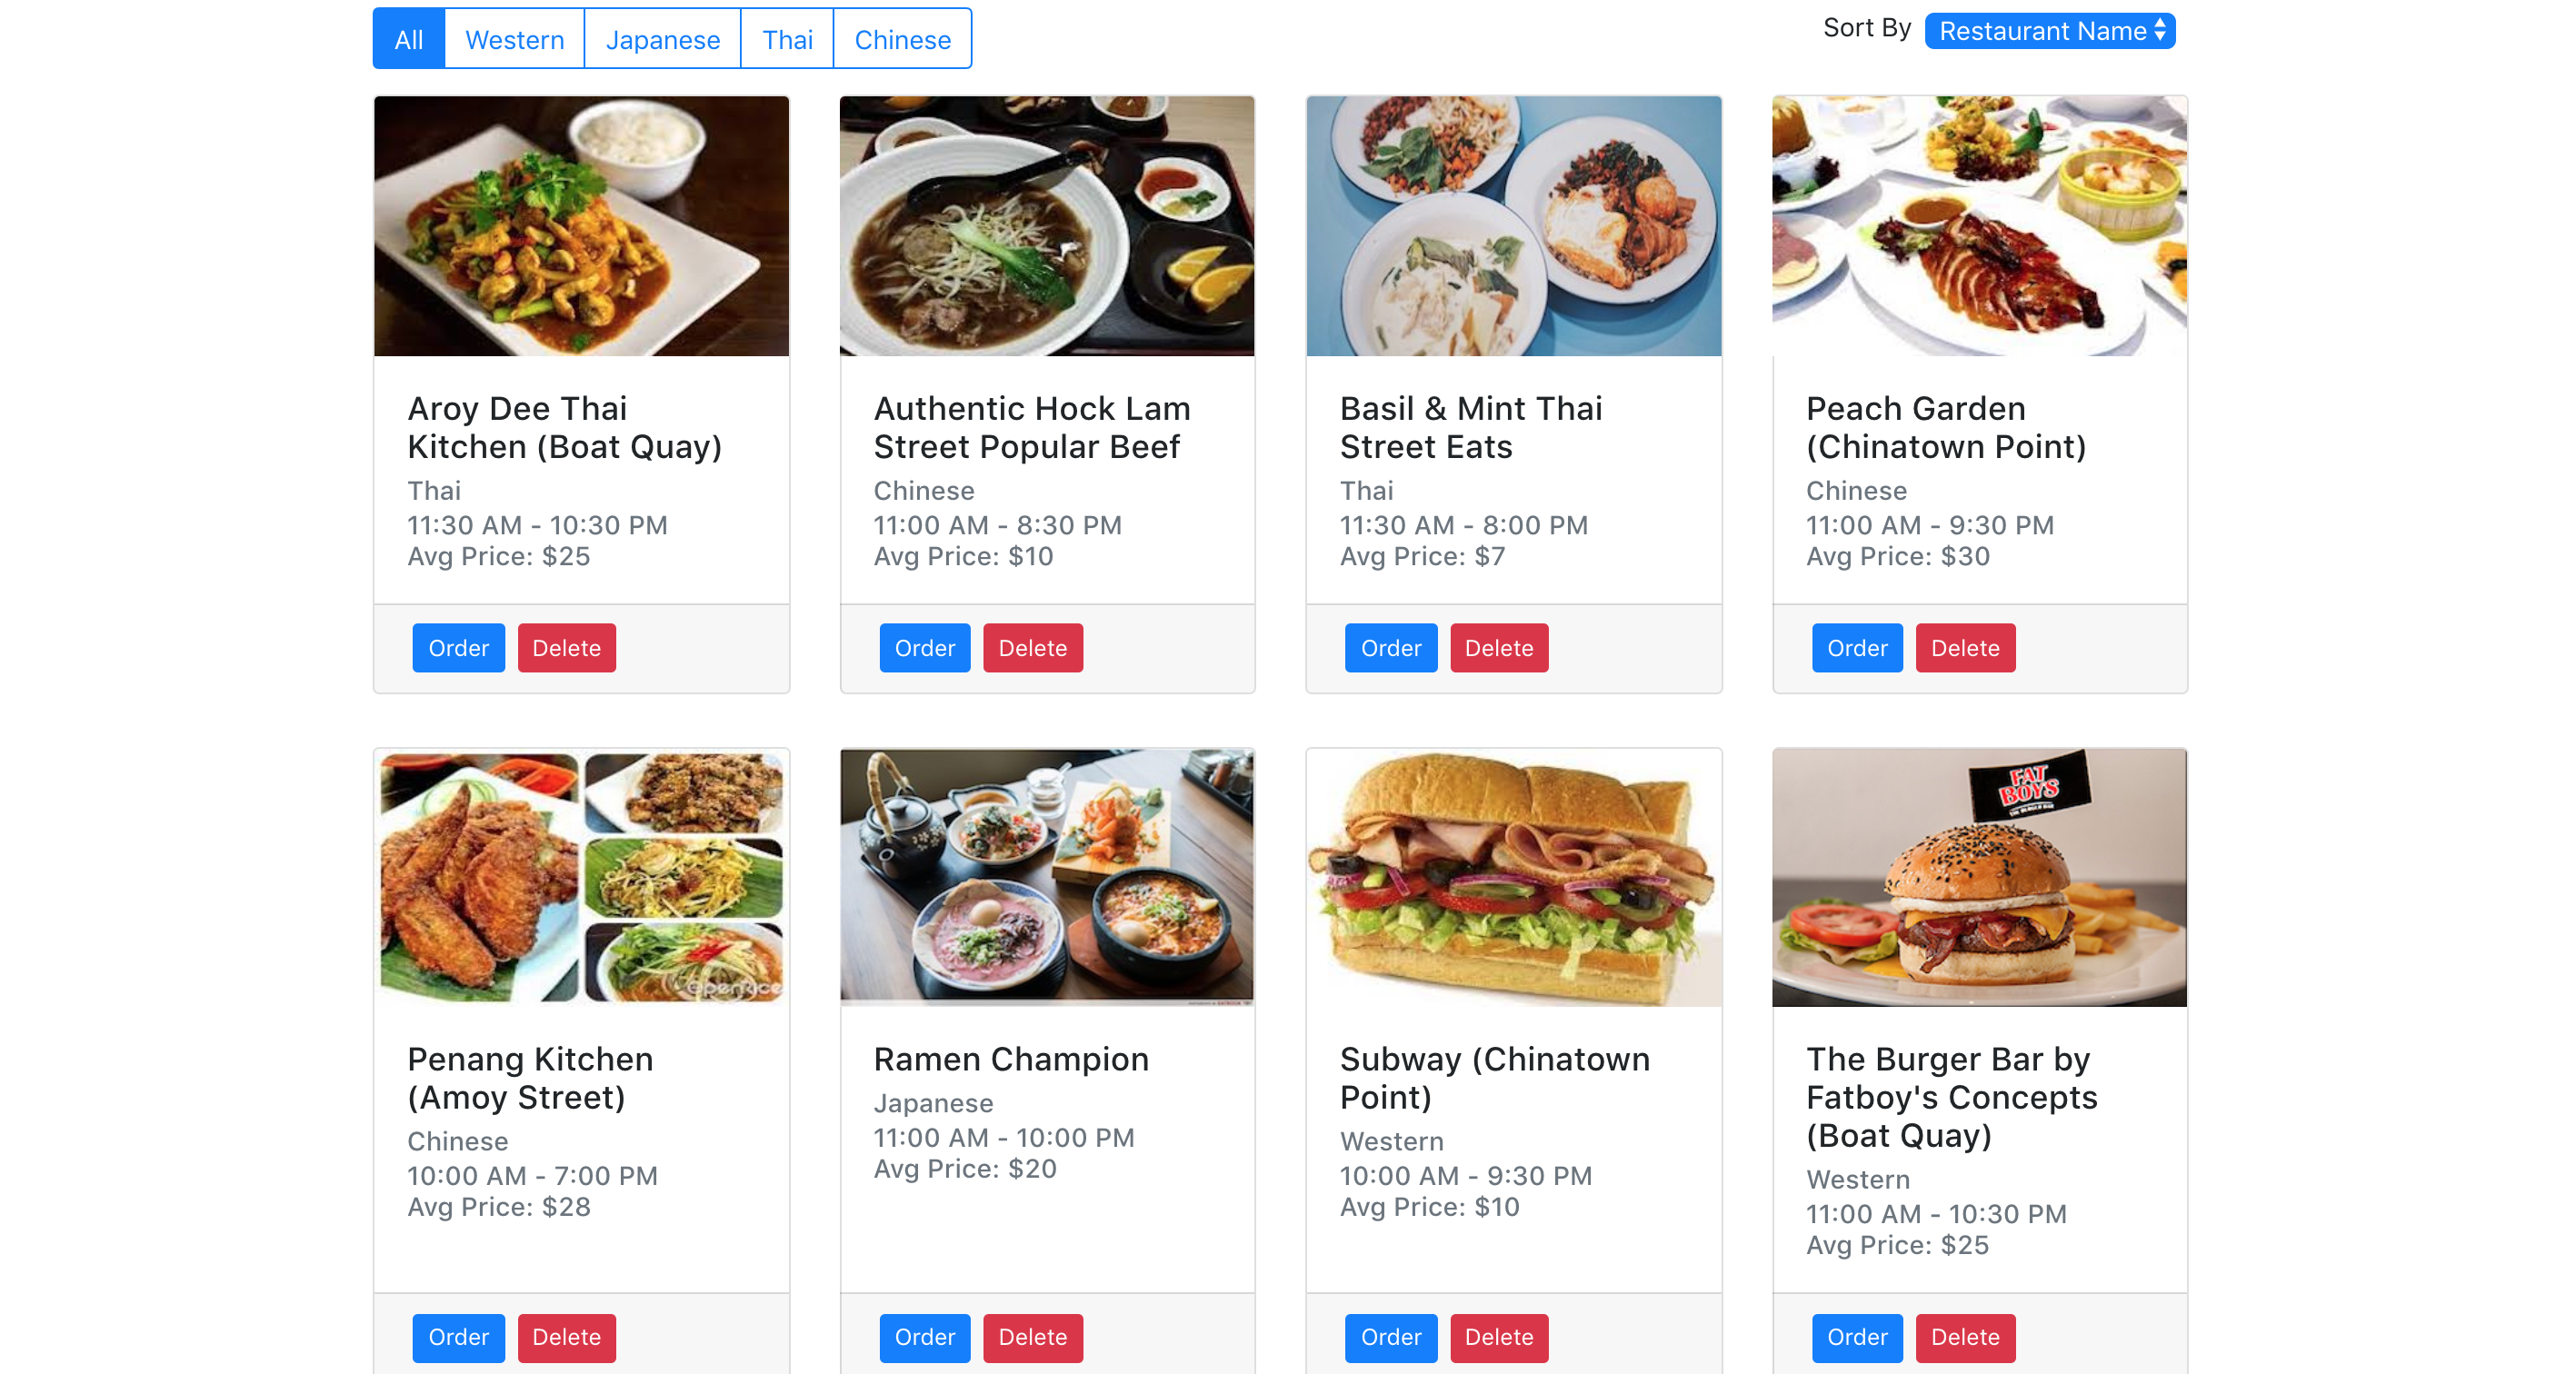 All
Western
Japanese
Thai
Chinese
Sort By
Restaurant Name
Aroy Dee Thai
Kitchen (Boat Quay)
Thai
11:30 AM - 10:30 PM
Avg Price: $25
Order
Delete
Authentic Hock Lam
Street Popular Beef
Chinese
11:00 AM - 8:30 PM
Avg Price: $10
Order
Delete
Basil & Mint Thai
Street Eats
Thai
11:30 AM - 8:00 PM
Avg Price: $7
Order
Delete
Peach Garden
(Chinatown Point)
Chinese
11:00 AM - 9:30 PM
Avg Price: $30
Order
Delete
OpenRice
Penang Kitchen
(Amoy Street)
Chinese
10:00 AM - 7:00 PM
Avg Price: $28
Order
Delete
Ramen Champion
Japanese
11:00 AM - 10:00 PM
Avg Price: $20
Order
Delete
Subway (Chinatown
Point)
Western
10:00 AM - 9:30 PM
Avg Price: $10
Order
Delete
FAT
BOYS
The Burger Bar by
Fatboy's Concepts
(Boat Quay)
Western
11:00 AM - 10:30 PM
Avg Price: $25
Order
Delete